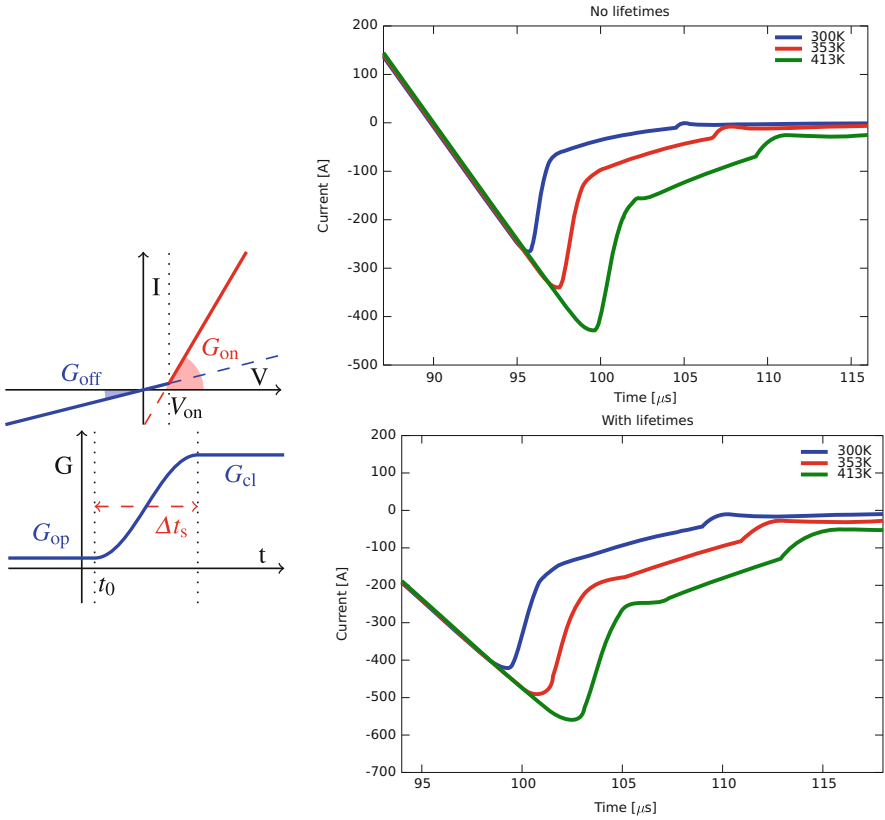 I
G_on
G_off
V
V_on
G
G_cl
G_op
Δt_s
t
t_0
No lifetimes
200
100
0
-100
-200
-300
-400
-500
Current [A]
300K
353K
413K
90
95
100
105
110
115
Time [μs]
With lifetimes
200
100
0
-100
-200
-300
-400
-500
-600
-700
Current [A]
300K
353K
413K
95
100
105
110
115
Time [μs]